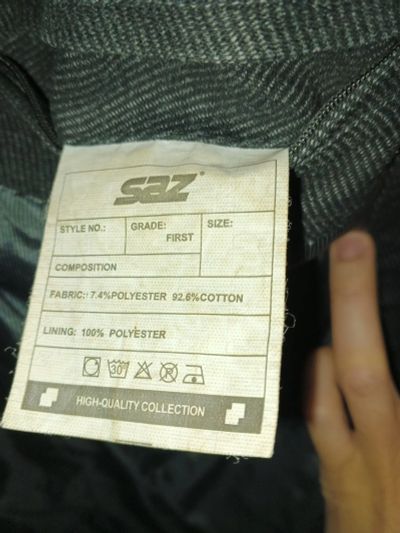 saz
STYLE NO.: GRADE: SIZE:
FIRST
COMPOSITION
FABRIC: 7.4%POLYESTER 92.6%COTTON
LINING: 100% POLYESTER
30°
HIGH-QUALITY COLLECTION